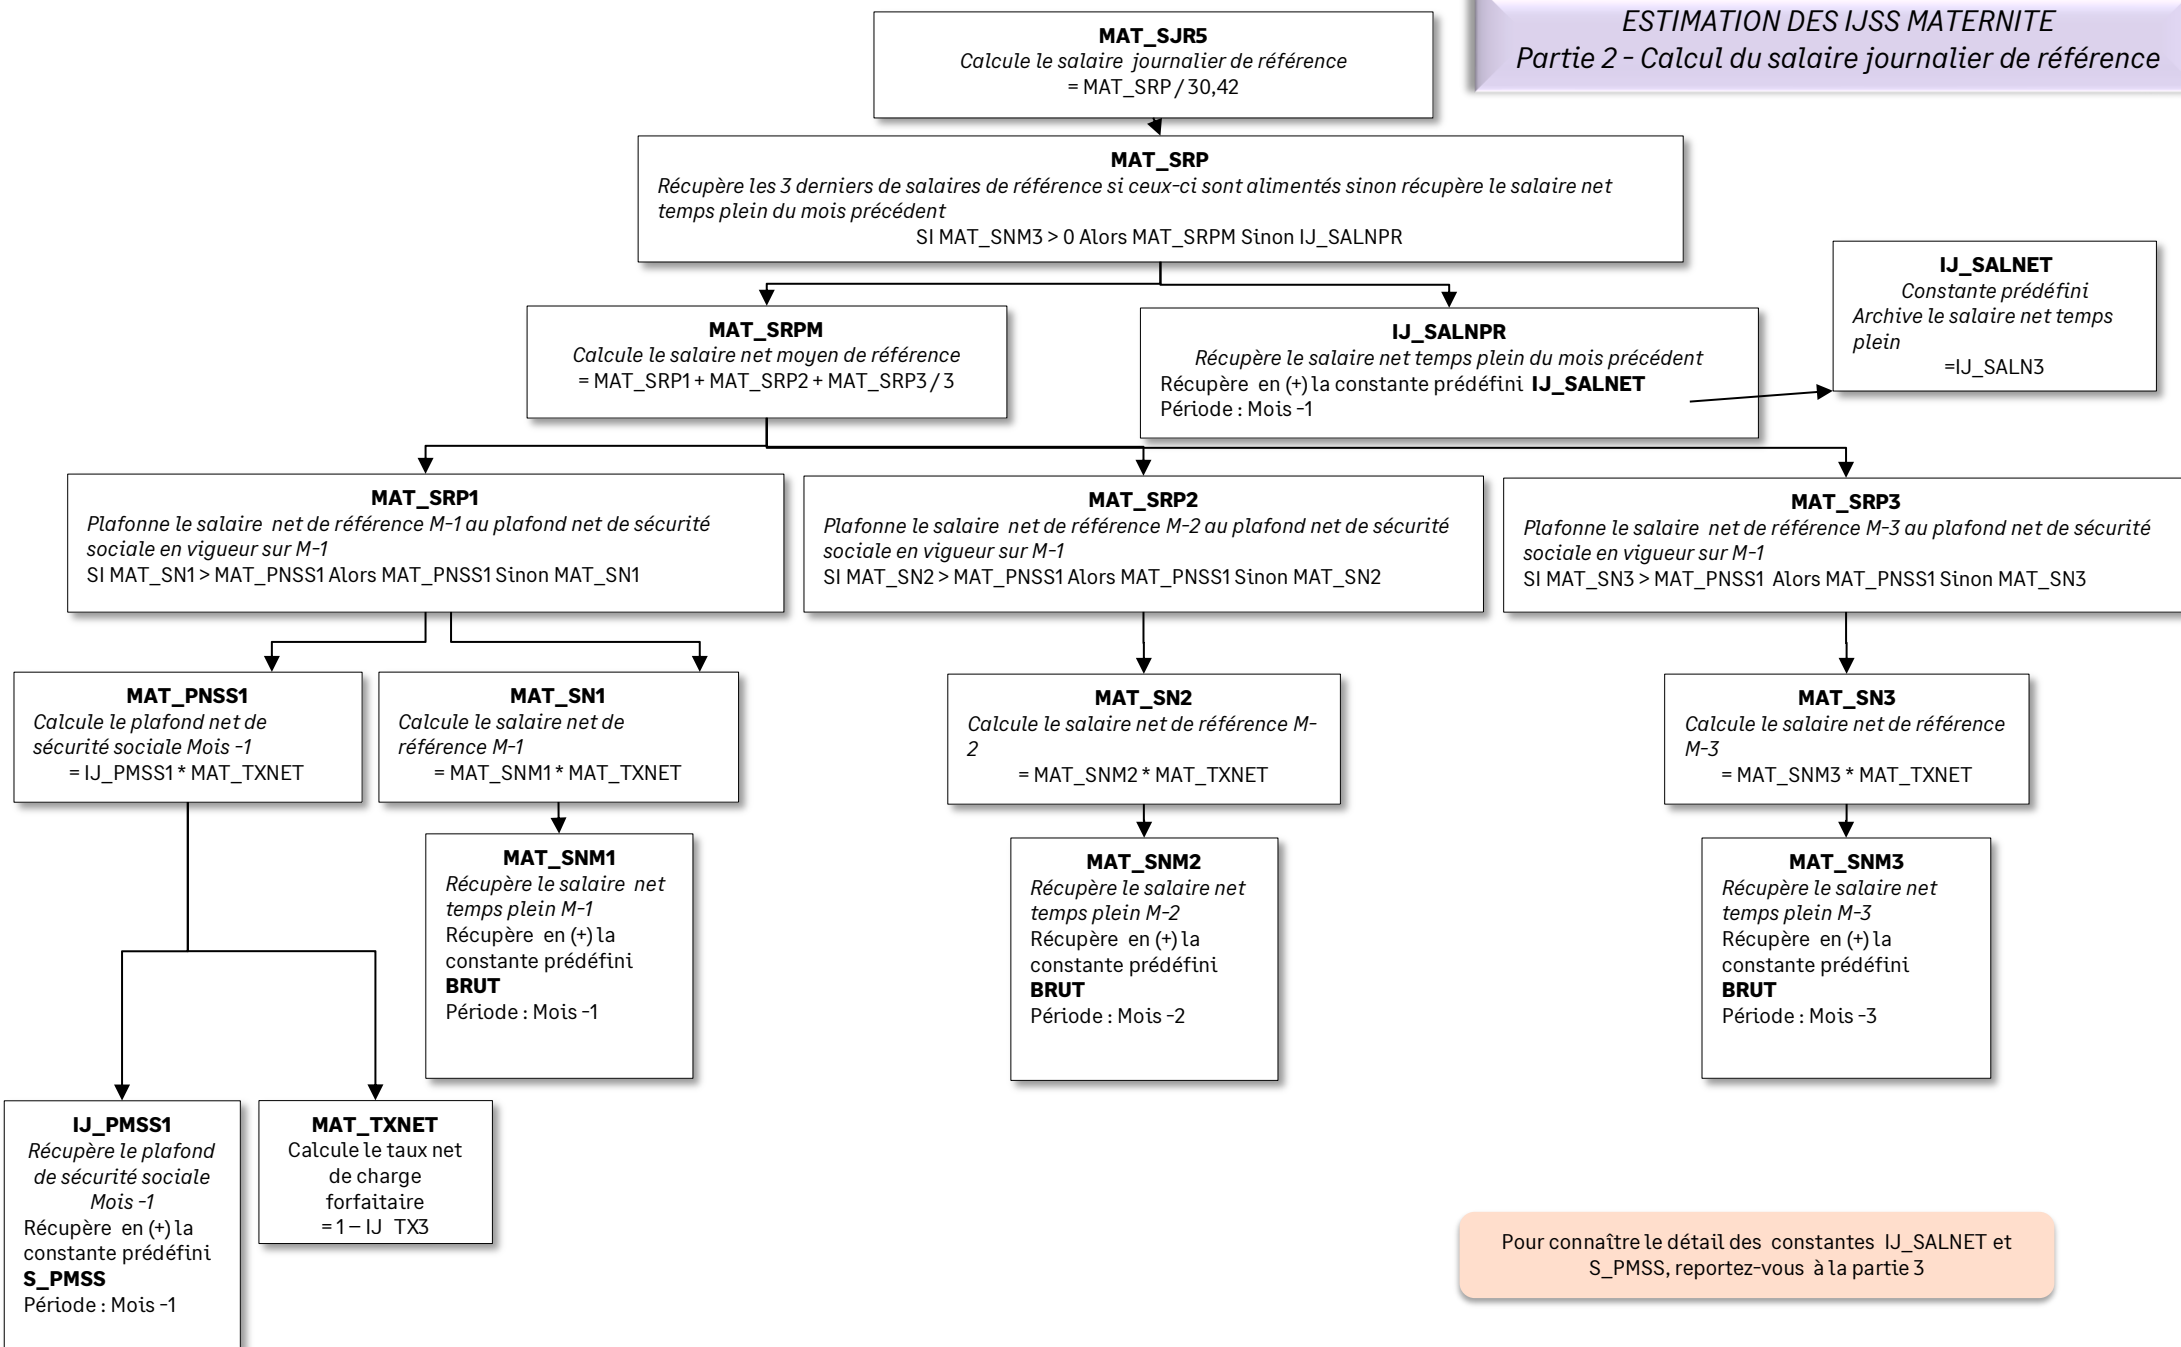 ESTIMATION DES IJSS MATERNITE
Partie 2 - Calcul du salaire journalier de référence
MAT_SJR5
Calcule le salaire journalier de référence
= MAT_SRP / 30,42
MAT_SRP
Récupère les 3 derniers de salaires de référence si ceux-ci sont alimentés sinon récupère le salaire net
temps plein du mois précédent
SI MAT_SNM3 > 0 Alors MAT_SRPM Sinon IJ_SALNPR
IJ_SALNET
Constante prédéfini
Archive le salaire net temps
plein
=IJ_SALN3
MAT_SRPM
Calcule le salaire net moyen de référence
= MAT_SRP1 + MAT_SRP2 + MAT_SRP3 / 3
IJ_SALNPR
Récupère le salaire net temps plein du mois précédent
Récupère en (+) la constante prédéfini IJ_SALNET
Période : Mois -1
MAT_SRP1
Plafonne le salaire net de référence M-1 au plafond net de sécurité
sociale en vigueur sur M-1
SI MAT_SN1 > MAT_PNSS1 Alors MAT_PNSS1 Sinon MAT_SN1
MAT_SRP2
Plafonne le salaire net de référence M-2 au plafond net de sécurité
sociale en vigueur sur M-1
SI MAT_SN2 > MAT_PNSS1 Alors MAT_PNSS1 Sinon MAT_SN2
MAT_SRP3
Plafonne le salaire net de référence M-3 au plafond net de sécurité
sociale en vigueur sur M-1
SI MAT_SN3 > MAT_PNSS1 Alors MAT_PNSS1 Sinon MAT_SN3
MAT_PNSS1
Calcule le plafond net de
sécurité sociale Mois -1
= IJ_PMSS1 * MAT_TXNET
MAT_SN1
Calcule le salaire net de
référence M-1
= MAT_SNM1 * MAT_TXNET
MAT_SN2
Calcule le salaire net de référence M-
2
= MAT_SNM2 * MAT_TXNET
MAT_SN3
Calcule le salaire net de référence
M-3
= MAT_SNM3 * MAT_TXNET
MAT_SNM1
Récupère le salaire net
temps plein M-1
Récupère en (+) la
constante prédéfini
BRUT
Période : Mois -1
MAT_SNM2
Récupère le salaire net
temps plein M-2
Récupère en (+) la
constante prédéfini
BRUT
Période : Mois -2
MAT_SNM3
Récupère le salaire net
temps plein M-3
Récupère en (+) la
constante prédéfini
BRUT
Période : Mois -3
IJ_PMSS1
Récupère le plafond
de sécurité sociale
Mois -1
Récupère en (+) la
constante prédéfini
S_PMSS
Période : Mois -1
MAT_TXNET
Calcule le taux net
de charge
forfaitaire
= 1 – IJ TX3
Pour connaître le détail des constantes IJ_SALNET et
S_PMSS, reportez-vous à la partie 3